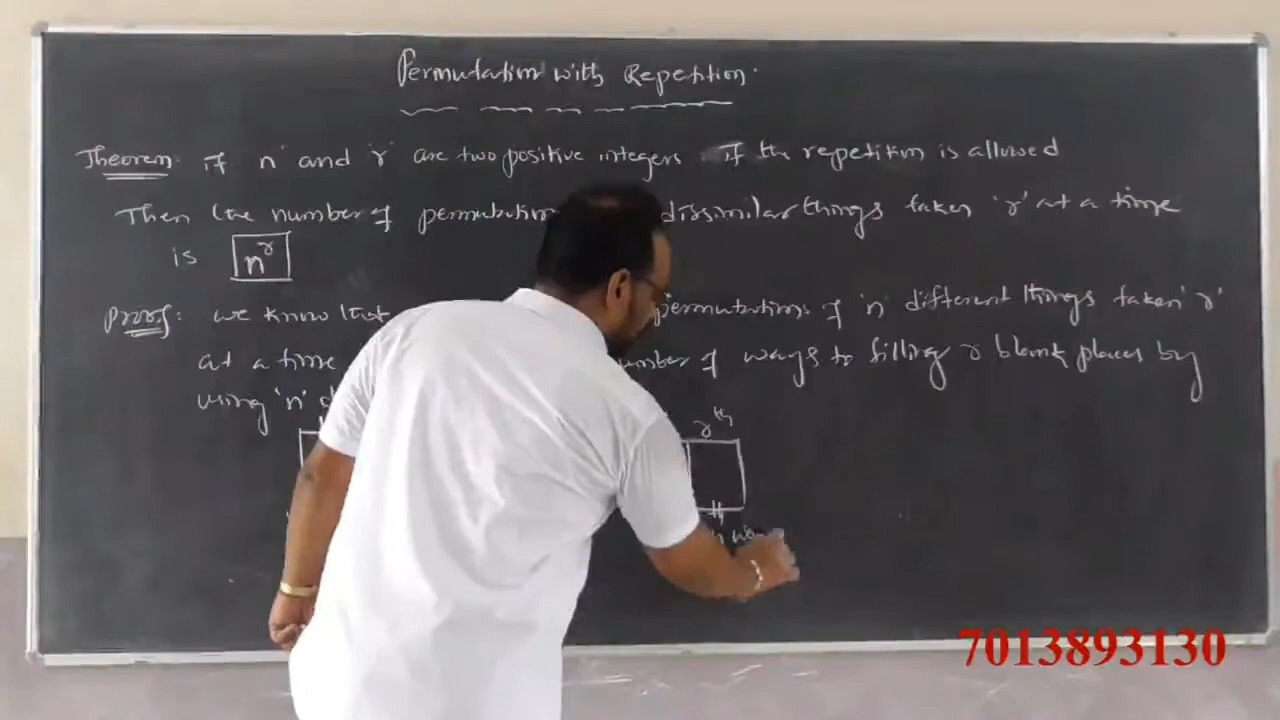 Permutation with Repetition.
Theorem: If 'n' and 'r' are two positive integers If the repetition is allowed
Then the number of permutation dissimilar things taken 'r' at a time
is n^r
Proof: we know that permutations of 'n' different things taken 'r'
at a time number of ways to filling r blank places by
using 'n'
r^th
n
7013893130